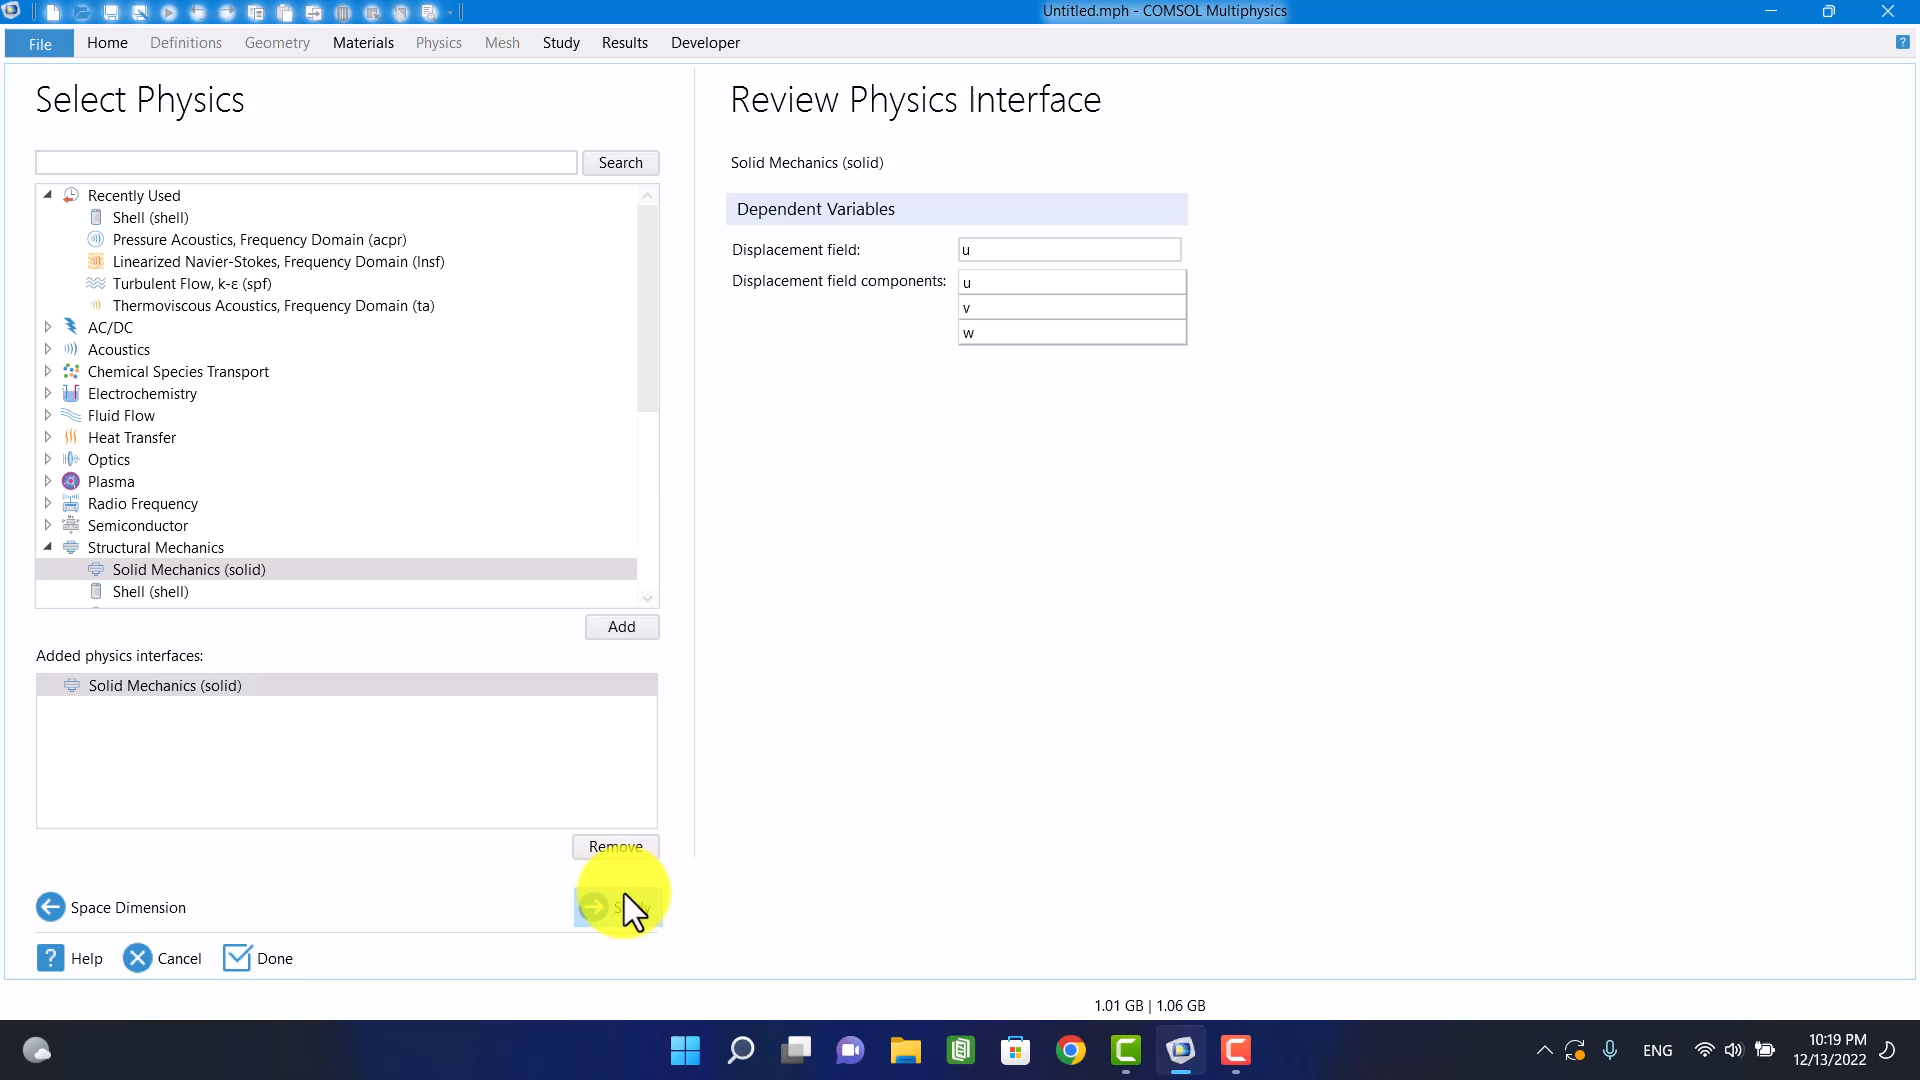 Untitled.mph - COMSOL Multiphysics
File Home Definitions Geometry Materials Physics Mesh Study Results Developer
Select Physics
Search
Recently Used
Shell (shell)
Pressure Acoustics, Frequency Domain (acpr)
Linearized Navier-Stokes, Frequency Domain (lnsf)
Turbulent Flow, k-ε (spf)
Thermoviscous Acoustics, Frequency Domain (ta)
AC/DC
Acoustics
Chemical Species Transport
Electrochemistry
Fluid Flow
Heat Transfer
Optics
Plasma
Radio Frequency
Semiconductor
Structural Mechanics
Solid Mechanics (solid)
Shell (shell)
Add
Added physics interfaces:
Solid Mechanics (solid)
Remove
Space Dimension
Help Cancel Done
Review Physics Interface
Solid Mechanics (solid)
Dependent Variables
Displacement field: u
Displacement field components: u
v
w
1.01 GB | 1.06 GB
ENG
10:19 PM
12/13/2022